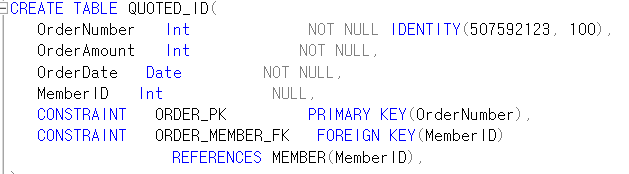 CREATE TABLE QUOTED_ID(
OrderNumber Int NOT NULL IDENTITY(507592123, 100),
OrderAmount Int NOT NULL,
OrderDate Date NOT NULL,
MemberID Int NULL,
CONSTRAINT ORDER_PK PRIMARY KEY(OrderNumber),
CONSTRAINT ORDER_MEMBER_FK FOREIGN KEY(MemberID)
REFERENCES MEMBER(MemberID),